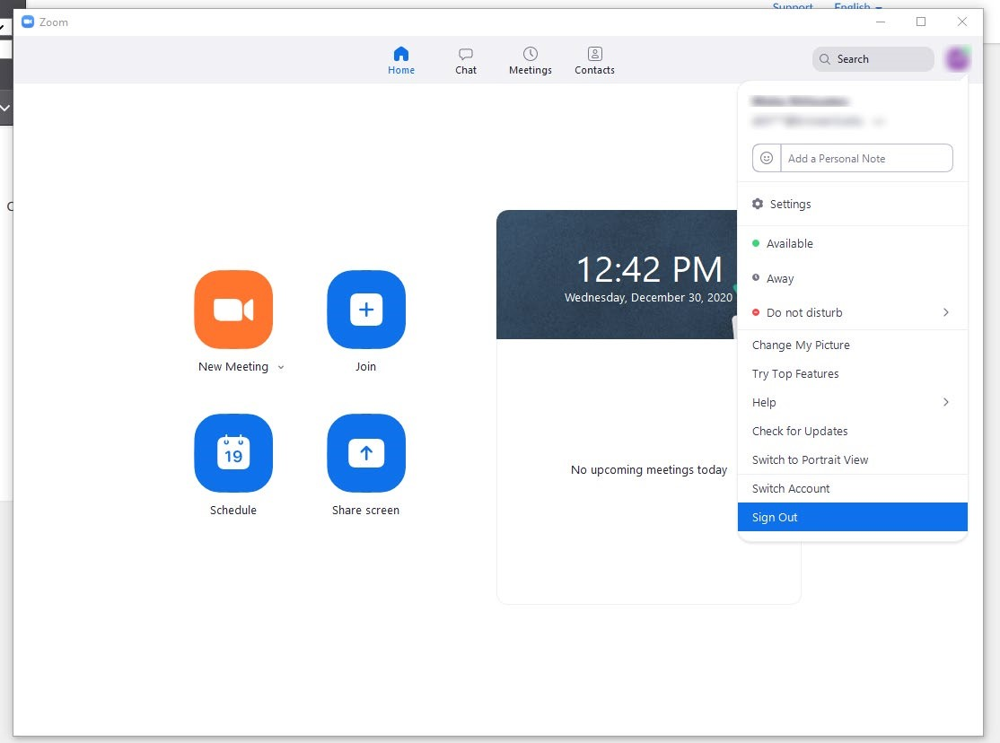 Support English
Zoom
Home Chat Meetings Contacts
Search
Add a Personal Note
Settings
Available
Away
Do not disturb
Change My Picture
Try Top Features
Help
Check for Updates
Switch to Portrait View
Switch Account
Sign Out
12:42 PM
Wednesday, December 30, 2020
No upcoming meetings today
New Meeting
Join
19
Schedule
Share screen